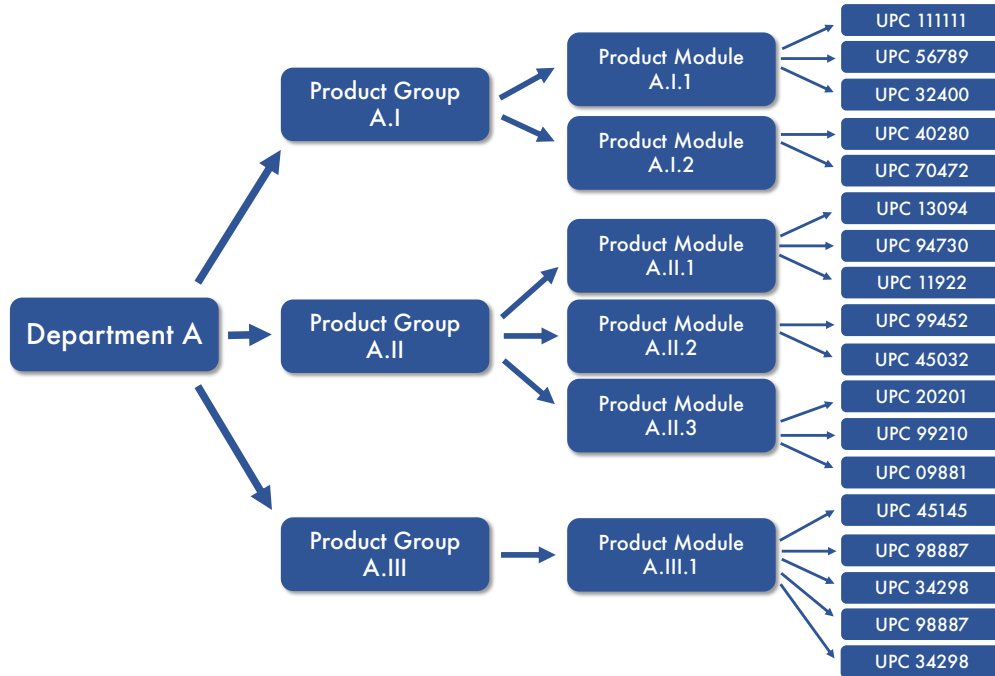 Department A
Product Group
A.I
Product Group
A.II
Product Group
A.III
Product Module
A.I.1
Product Module
A.I.2
Product Module
A.II.1
Product Module
A.II.2
Product Module
A.II.3
Product Module
A.III.1
UPC 111111
UPC 56789
UPC 32400
UPC 40280
UPC 70472
UPC 13094
UPC 94730
UPC 11922
UPC 99452
UPC 45032
UPC 20201
UPC 99210
UPC 09881
UPC 45145
UPC 98887
UPC 34298
UPC 98887
UPC 34298